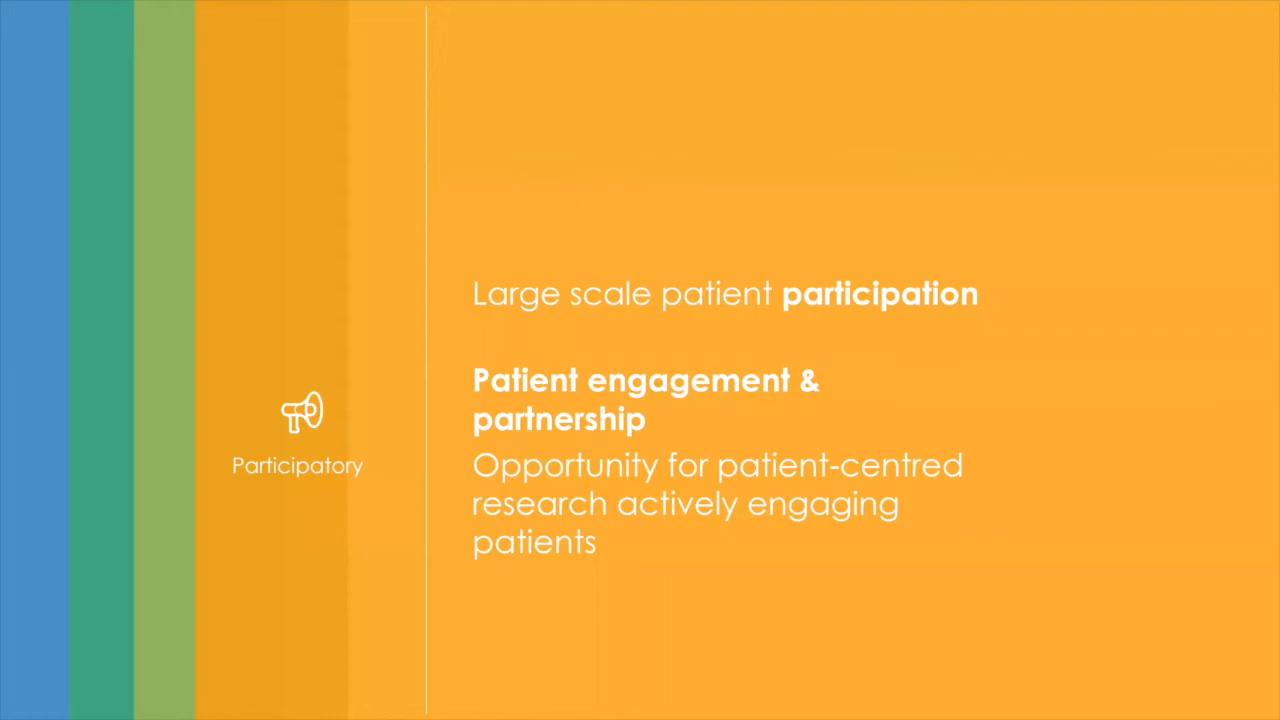 Participatory
Large scale patient participation
Patient engagement &
partnership
Opportunity for patient-centred
research actively engaging
patients